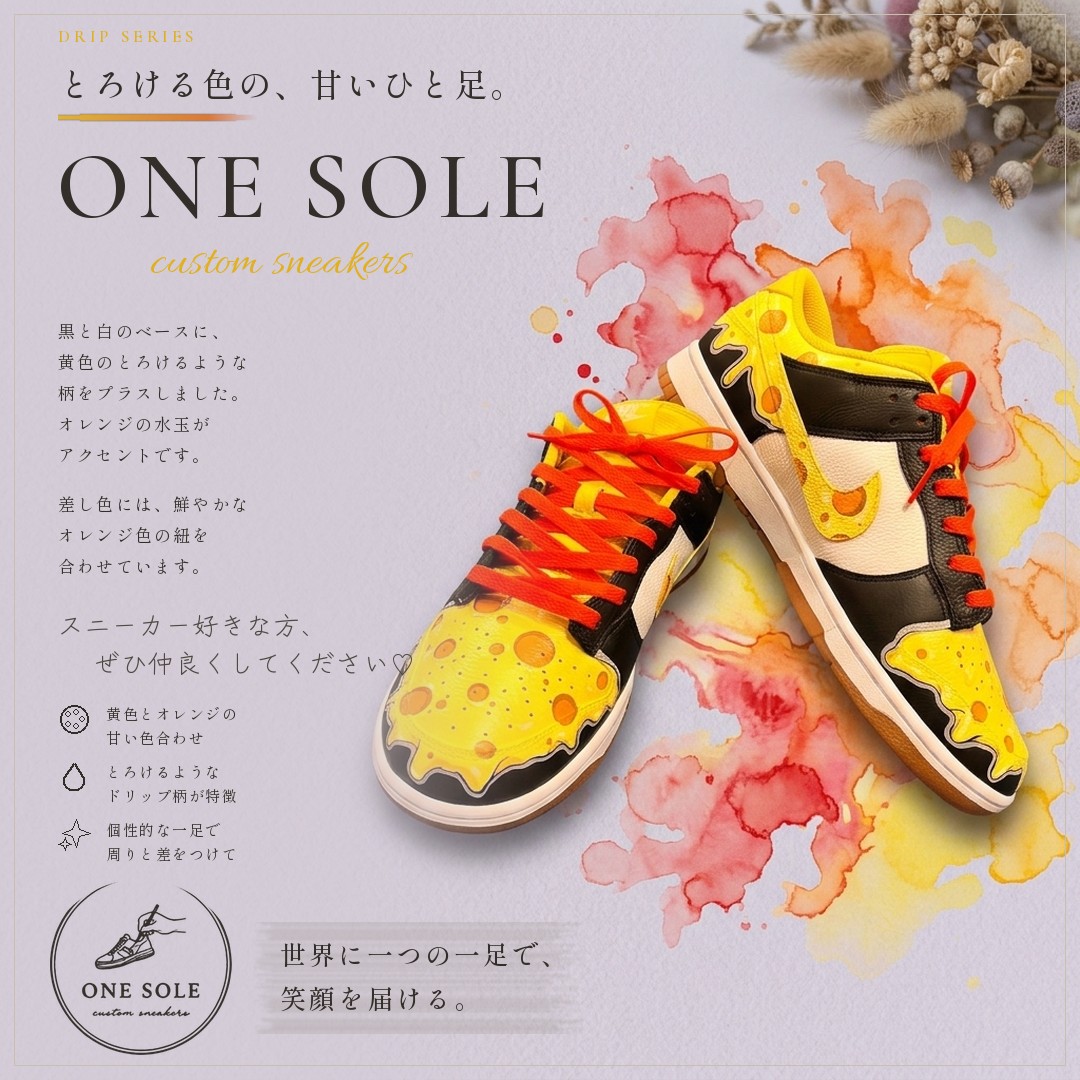 DRIP SERIES
とろける色の、甘いひと足。
ONE SOLE
custom sneakers
黒と白のベースに、
黄色のとろけるような
柄をプラスしました。
オレンジの水玉が
アクセントです。
差し色には、鮮やかな
オレンジ色の紐を
合わせています。
スニーカー好きな方、
ぜひ仲良くしてください♡
黄色とオレンジの
甘い色合わせ
とろけるような
ドリップ柄が特徴
個性的な一足で
周りと差をつけて
ONE SOLE
custom sneakers
世界に一つの一足で、
笑顔を届ける。